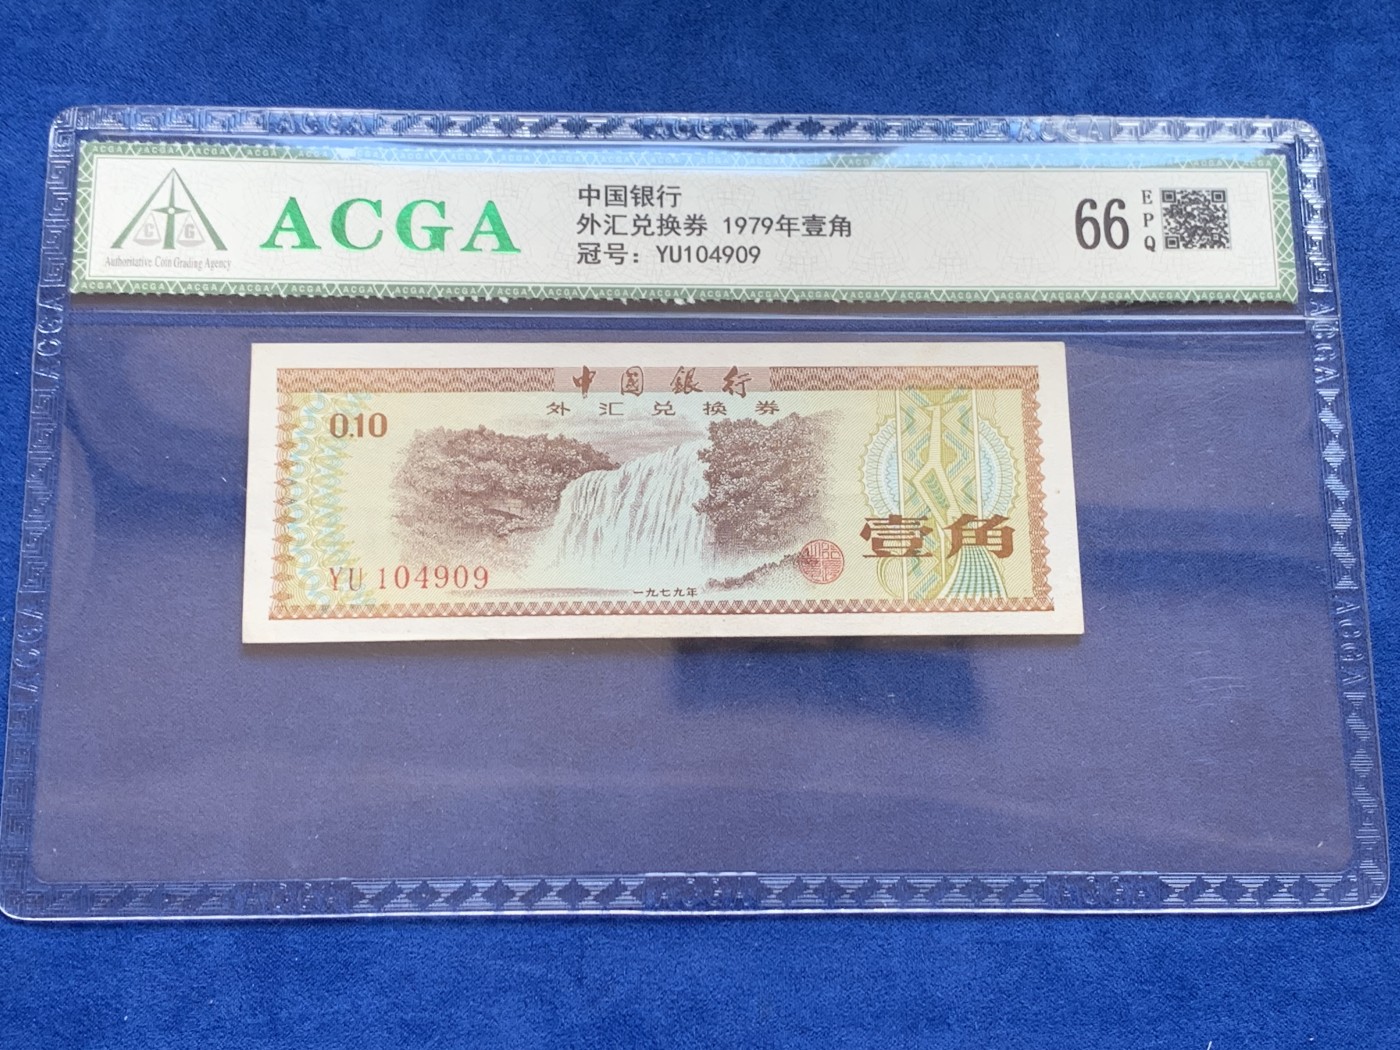 ACGA
Authoritative Coin Grading Agency
中国银行
外汇兑换券 1979年壹角
冠号：YU104909
66
EPQ
中國銀行
外汇兑换券
0.10
壹角
YU 104909
一九七九年